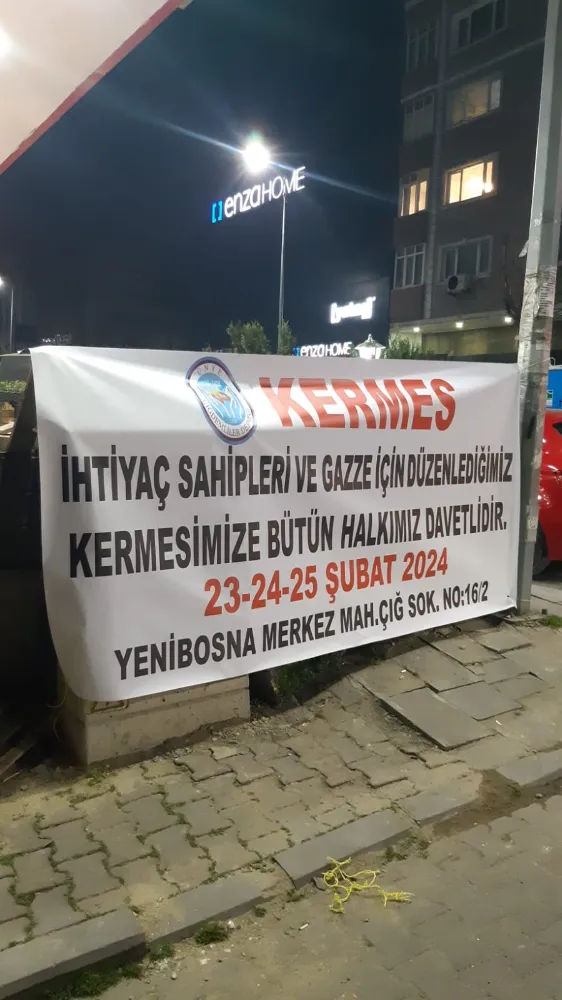 enzaHOME
enzaHOME
KERMES
İHTİYAÇ SAHİPLERİ VE GAZZE İÇİN DÜZENLEDİĞİMİZ
KERMESİMİZE BÜTÜN HALKIMIZ DAVETLİDİR.
23-24-25 ŞUBAT 2024
YENİBOSNA MERKEZ MAH.ÇIĞ SOK. NO:16/2